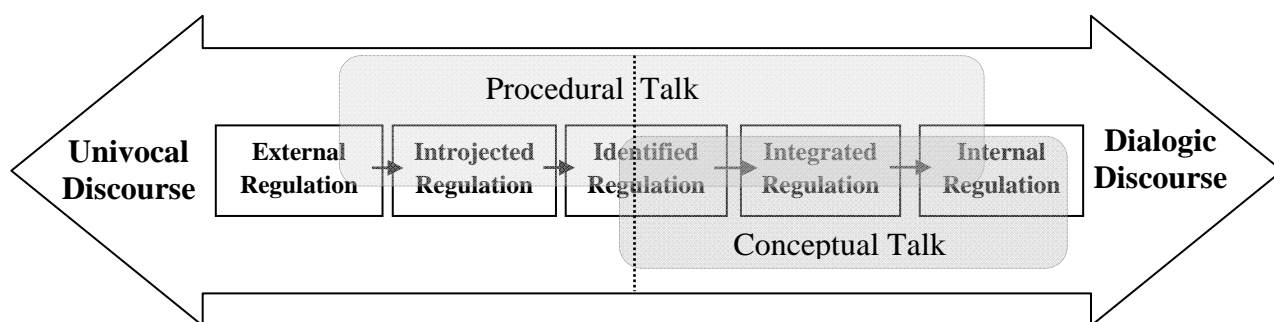 Procedural Talk
Univocal
Discourse
External
Regulation
Introjected
Regulation
Identified
Regulation
Integrated
Regulation
Internal
Regulation
Dialogic
Discourse
Conceptual Talk